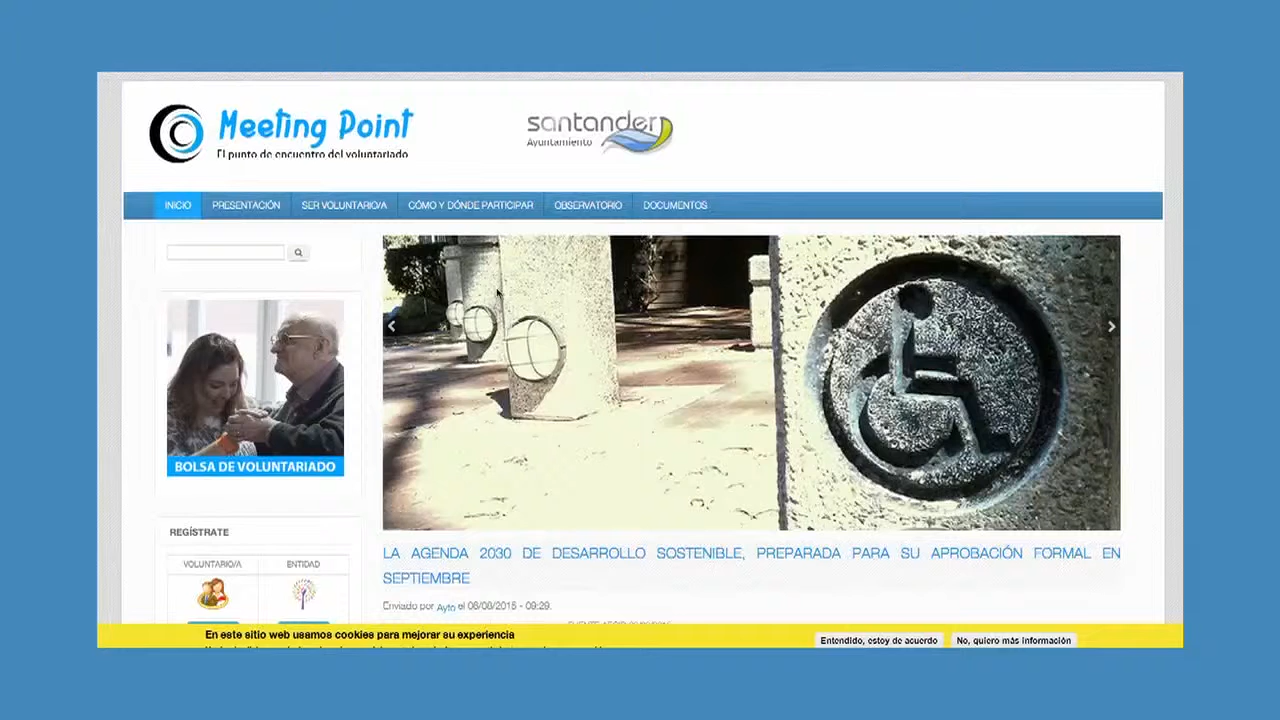 Meeting Point
El punto de encuentro del voluntariado
santander
Ayuntamiento
INICIO PRESENTACIÓN SER VOLUNTARIO/A CÓMO Y DÓNDE PARTICIPAR OBSERVATORIO DOCUMENTOS
BOLSA DE VOLUNTARIADO
REGÍSTRATE
VOLUNTARIO/A ENTIDAD
LA AGENDA 2030 DE DESARROLLO SOSTENIBLE, PREPARADA PARA SU APROBACIÓN FORMAL EN
SEPTIEMBRE
Enviado por Ayto el 08/08/2015 - 09:29.
En este sitio web usamos cookies para mejorar su experiencia
Entendido, estoy de acuerdo No, quiero más información